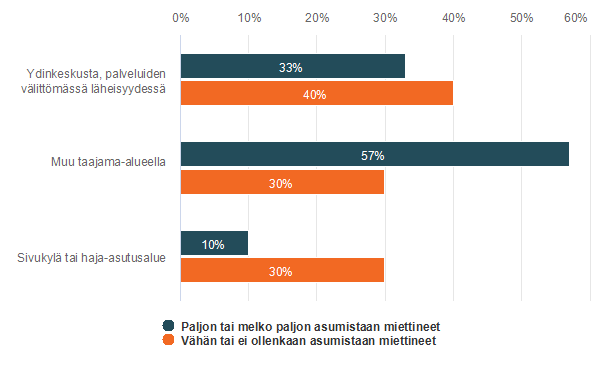 0% 10% 20% 30% 40% 50% 60%
Ydinkeskusta, palveluiden
välittömässä läheisyydessä
33%
40%
Muu taajama-alueella
57%
30%
Sivukylä tai haja-asutusalue
10%
30%
Paljon tai melko paljon asumistaan miettineet
Vähän tai ei ollenkaan asumistaan miettineet